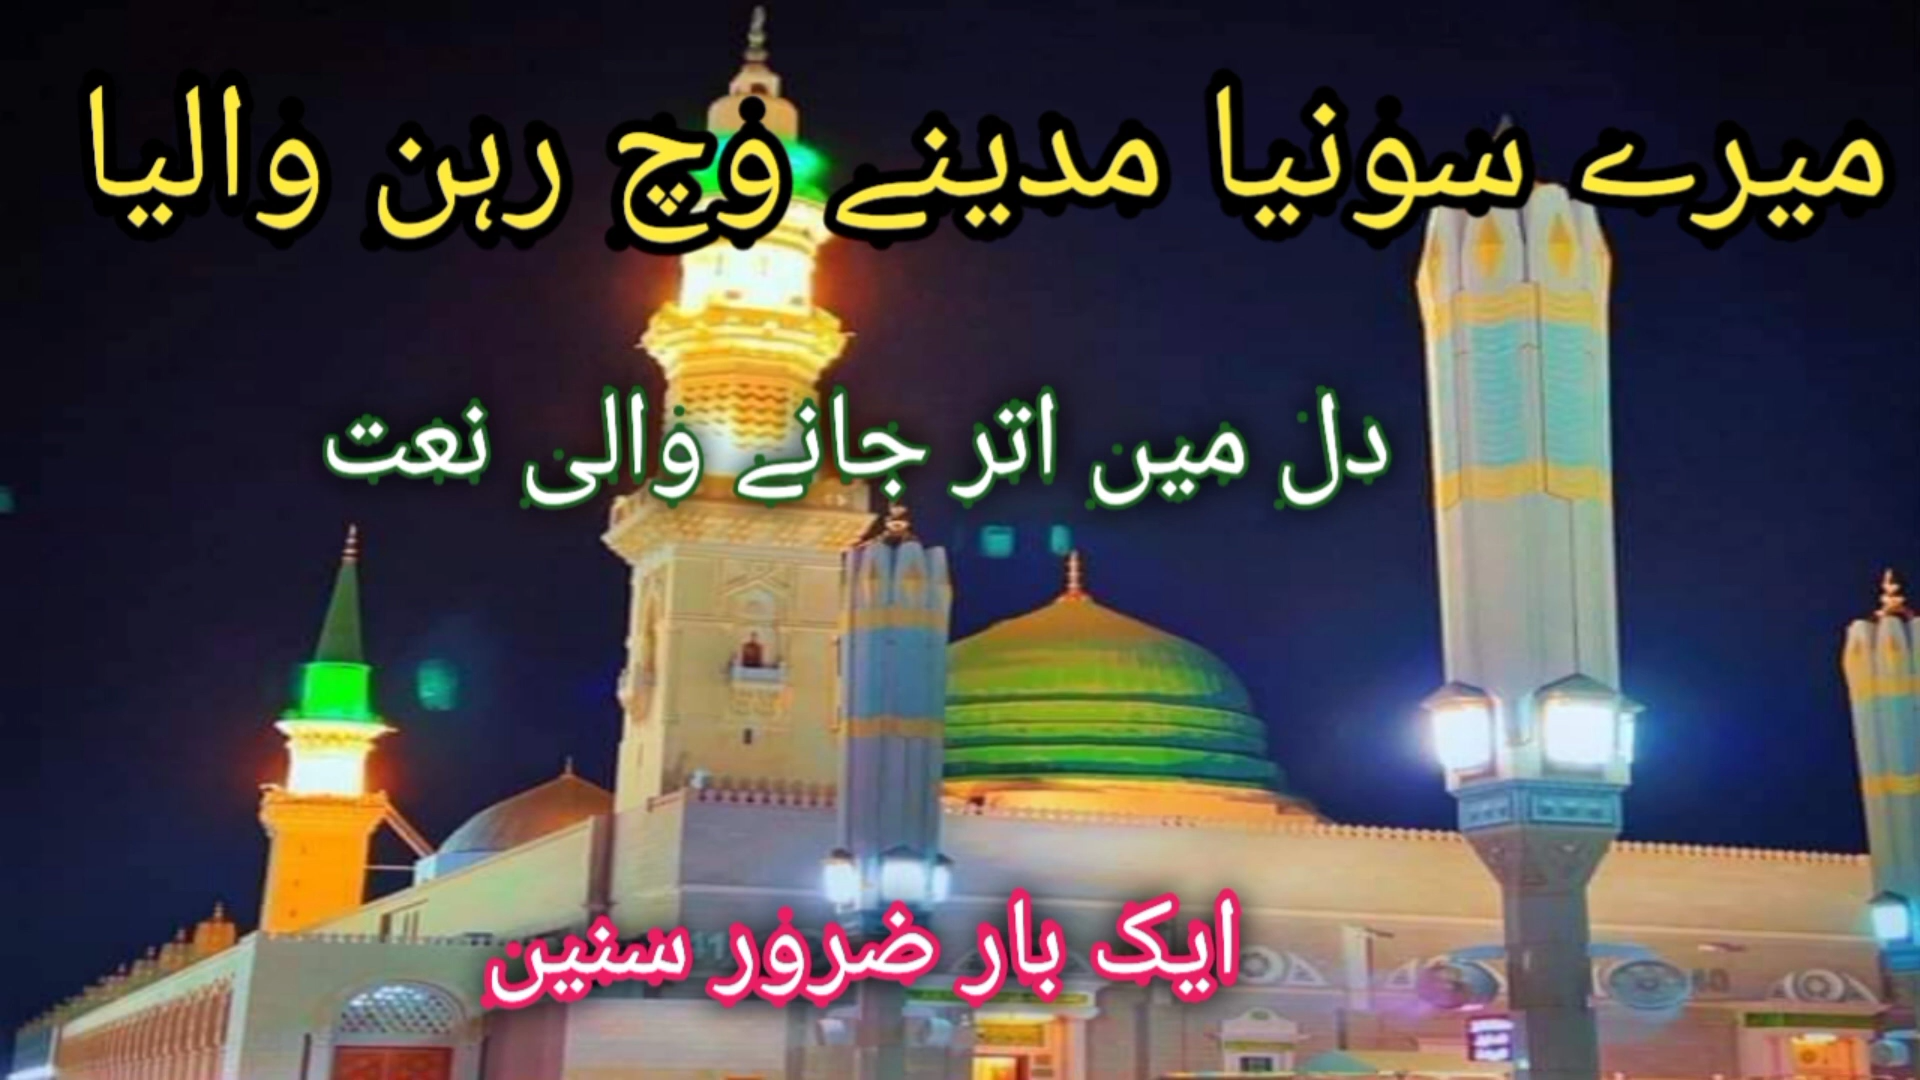 میرے سونیا مدینے وچ رہن والیا
دل میں اتر جانے والی نعت
ایک بار ضرور سنیں